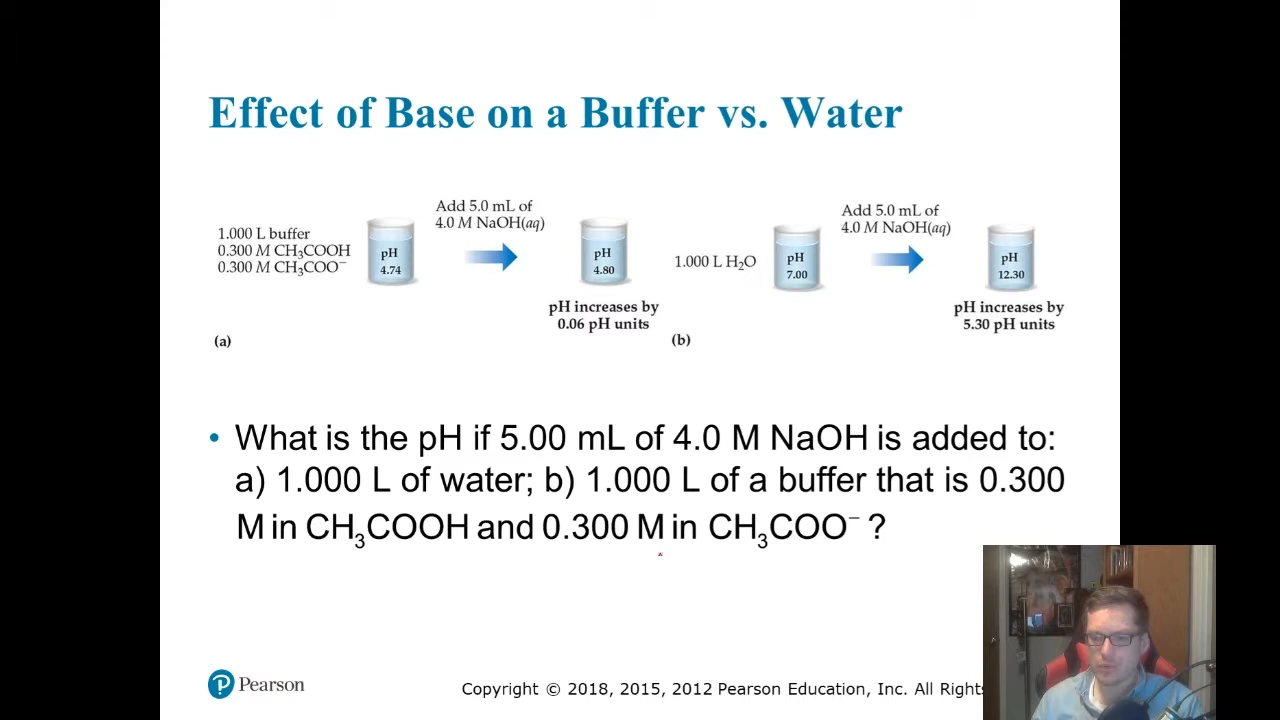 Effect of Base on a Buffer vs. Water
1.000 L buffer
0.300 M CH₃COOH
0.300 M CH₃COO⁻
pH
4.74
Add 5.0 mL of
4.0 M NaOH(aq)
pH
4.80
pH increases by
0.06 pH units
(a)
1.000 L H₂O
pH
7.00
Add 5.0 mL of
4.0 M NaOH(aq)
pH
12.30
pH increases by
5.30 pH units
(b)
• What is the pH if 5.00 mL of 4.0 M NaOH is added to:
a) 1.000 L of water; b) 1.000 L of a buffer that is 0.300
M in CH₃COOH and 0.300 M in CH₃COO⁻ ?
P Pearson
Copyright © 2018, 2015, 2012 Pearson Education, Inc. All Rights